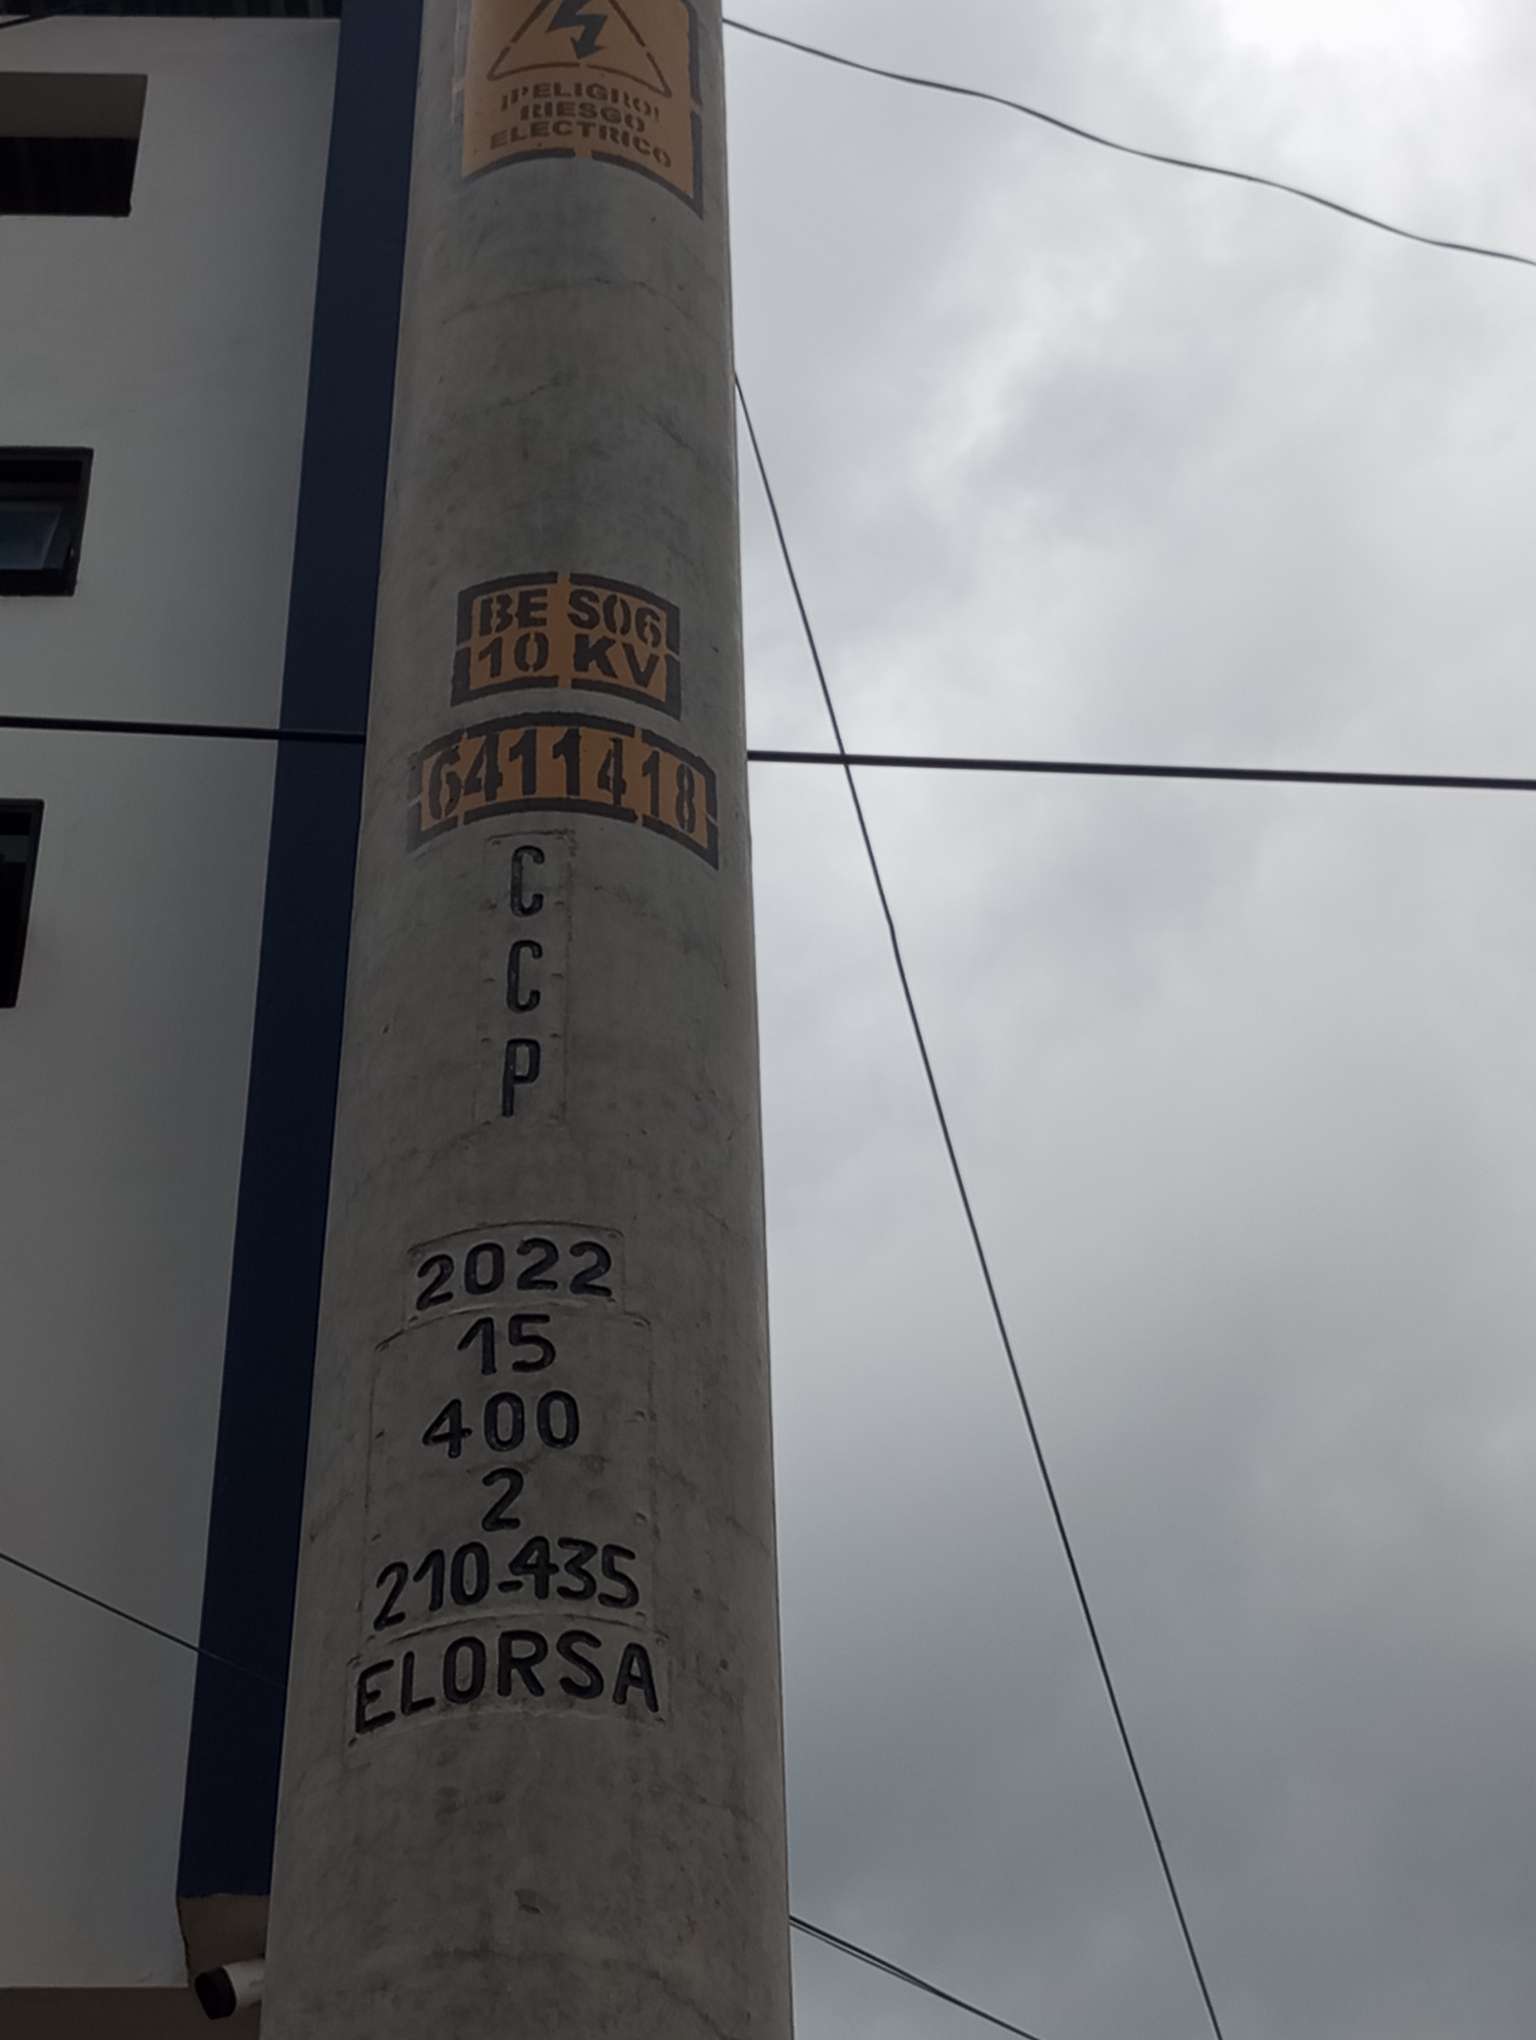 ¡PELIGRO!
RIESGO
ELECTRICO
BE S06
10 KV
6411418
C
C
P
2022
15
400
2
210-435
ELORSA